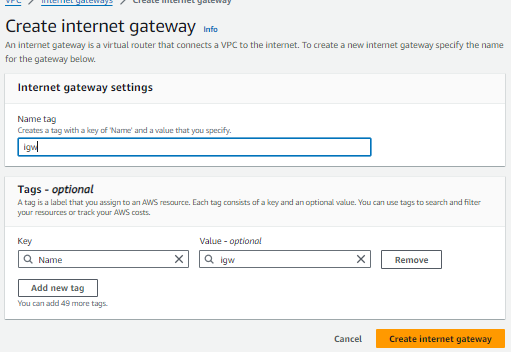 VPC > Internet gateways > Create internet gateway
Create internet gateway Info
An internet gateway is a virtual router that connects a VPC to the internet. To create a new internet gateway specify the name
for the gateway below.
Internet gateway settings
Name tag
Creates a tag with a key of 'Name' and a value that you specify.
igw
Tags - optional
A tag is a label that you assign to an AWS resource. Each tag consists of a key and an optional value. You can use tags to search and filter
your resources or track your AWS costs.
Key Value - optional
Name igw Remove
Add new tag
You can add 49 more tags.
Cancel Create internet gateway